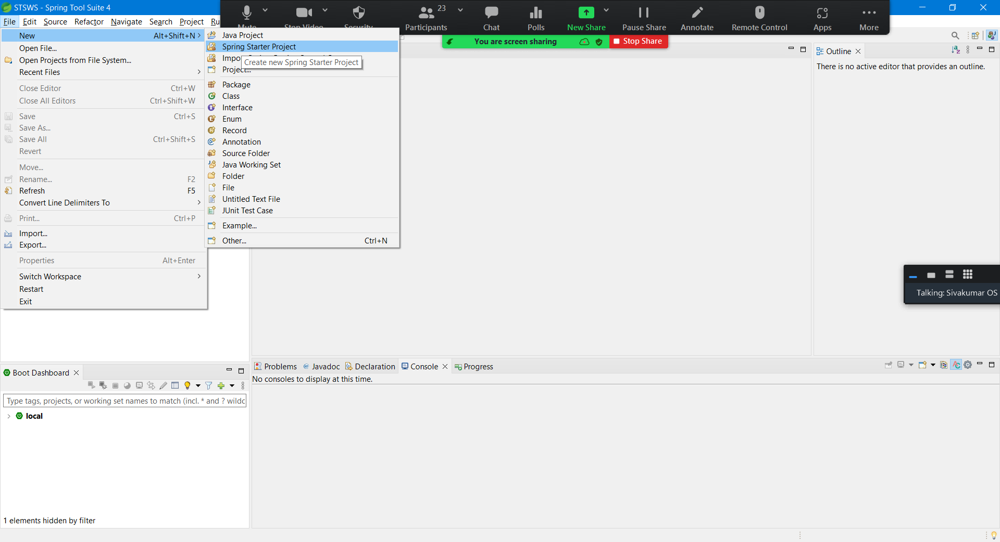 STSWS - Spring Tool Suite 4
File Edit Source Refactor Navigate Search Project Ru
Mute Stop Video Security Participants 23 Chat Polls New Share Pause Share Annotate Remote Control Apps More
You are screen sharing Stop Share
New Alt+Shift+N
Open File...
Open Projects from File System...
Recent Files
Close Editor Ctrl+W
Close All Editors Ctrl+Shift+W
Save Ctrl+S
Save As...
Save All Ctrl+Shift+S
Revert
Move...
Rename... F2
Refresh F5
Convert Line Delimiters To
Print... Ctrl+P
Import...
Export...
Properties Alt+Enter
Switch Workspace
Restart
Exit
Java Project
Spring Starter Project
Impo
Create new Spring Starter Project
Project...
Package
Class
Interface
Enum
Record
Annotation
Source Folder
Java Working Set
Folder
File
Untitled Text File
JUnit Test Case
Example...
Other... Ctrl+N
Outline
There is no active editor that provides an outline.
Talking: Sivakumar OS
Boot Dashboard
Type tags, projects, or working set names to match (incl. * and ? wildc
local
1 elements hidden by filter
Problems Javadoc Declaration Console Progress
No consoles to display at this time.